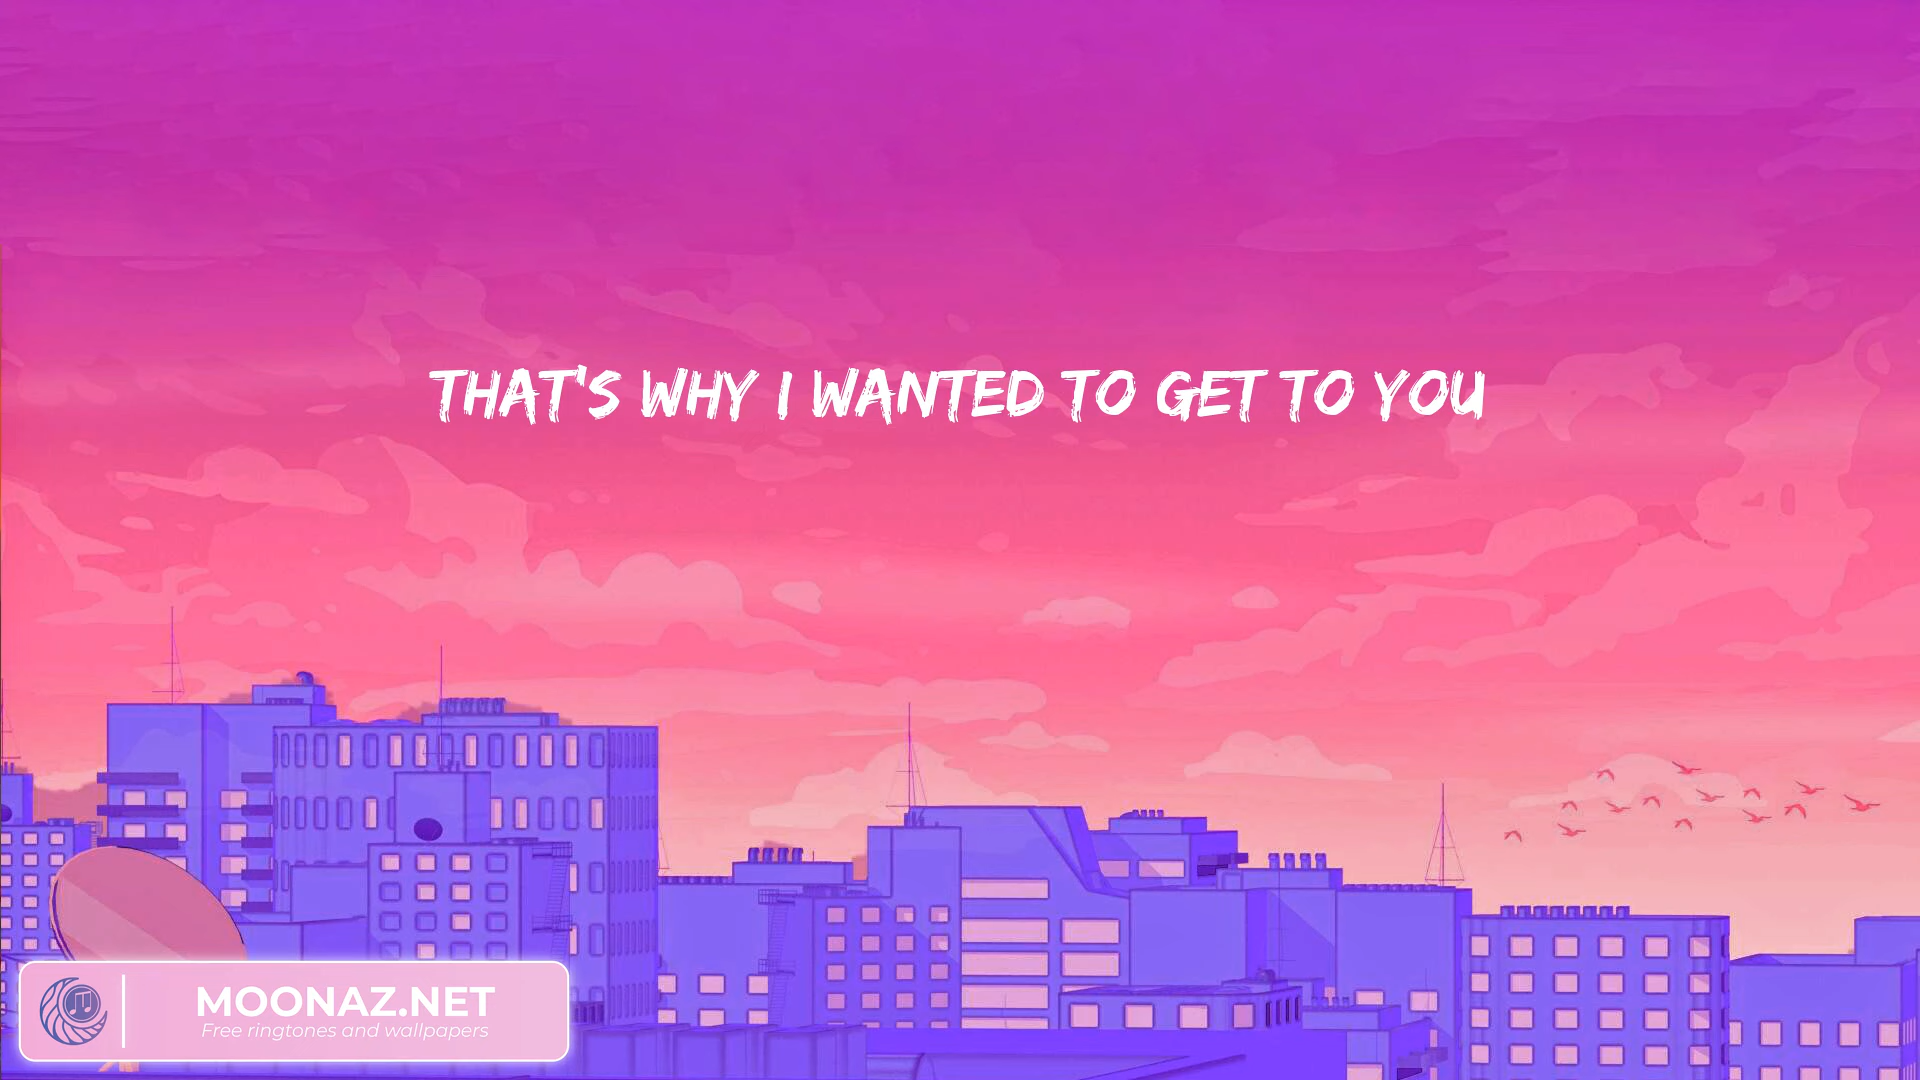 THAT'S WHY I WANTED TO GET TO YOU
MOONAZ.NET
Free ringtones and wallpapers